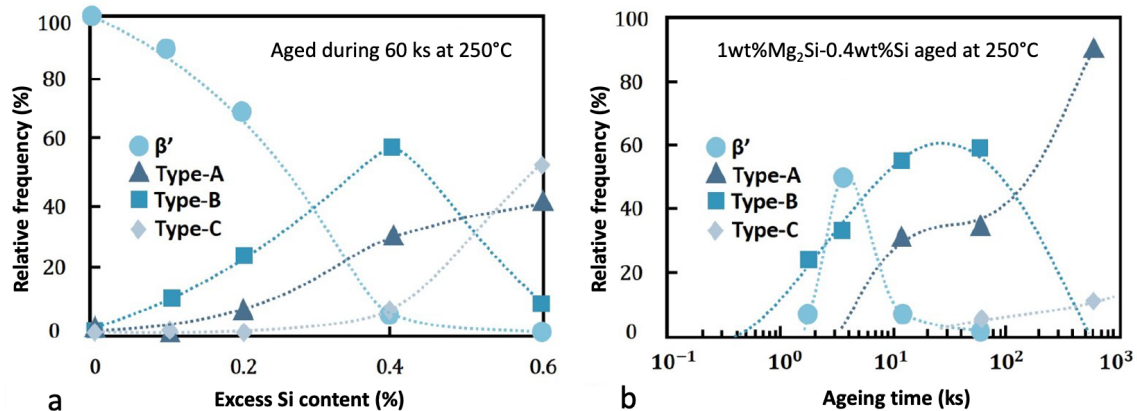 100
80
60
40
20
0
Relative frequency (%)
Aged during 60 ks at 250°C
β’
Type-A
Type-B
Type-C
0
0.2
0.4
0.6
Excess Si content (%)
a
100
80
60
40
20
0
Relative frequency (%)
1wt%Mg₂Si-0.4wt%Si aged at 250°C
β’
Type-A
Type-B
Type-C
10⁻¹
10⁰
10¹
10²
10³
Ageing time (ks)
b